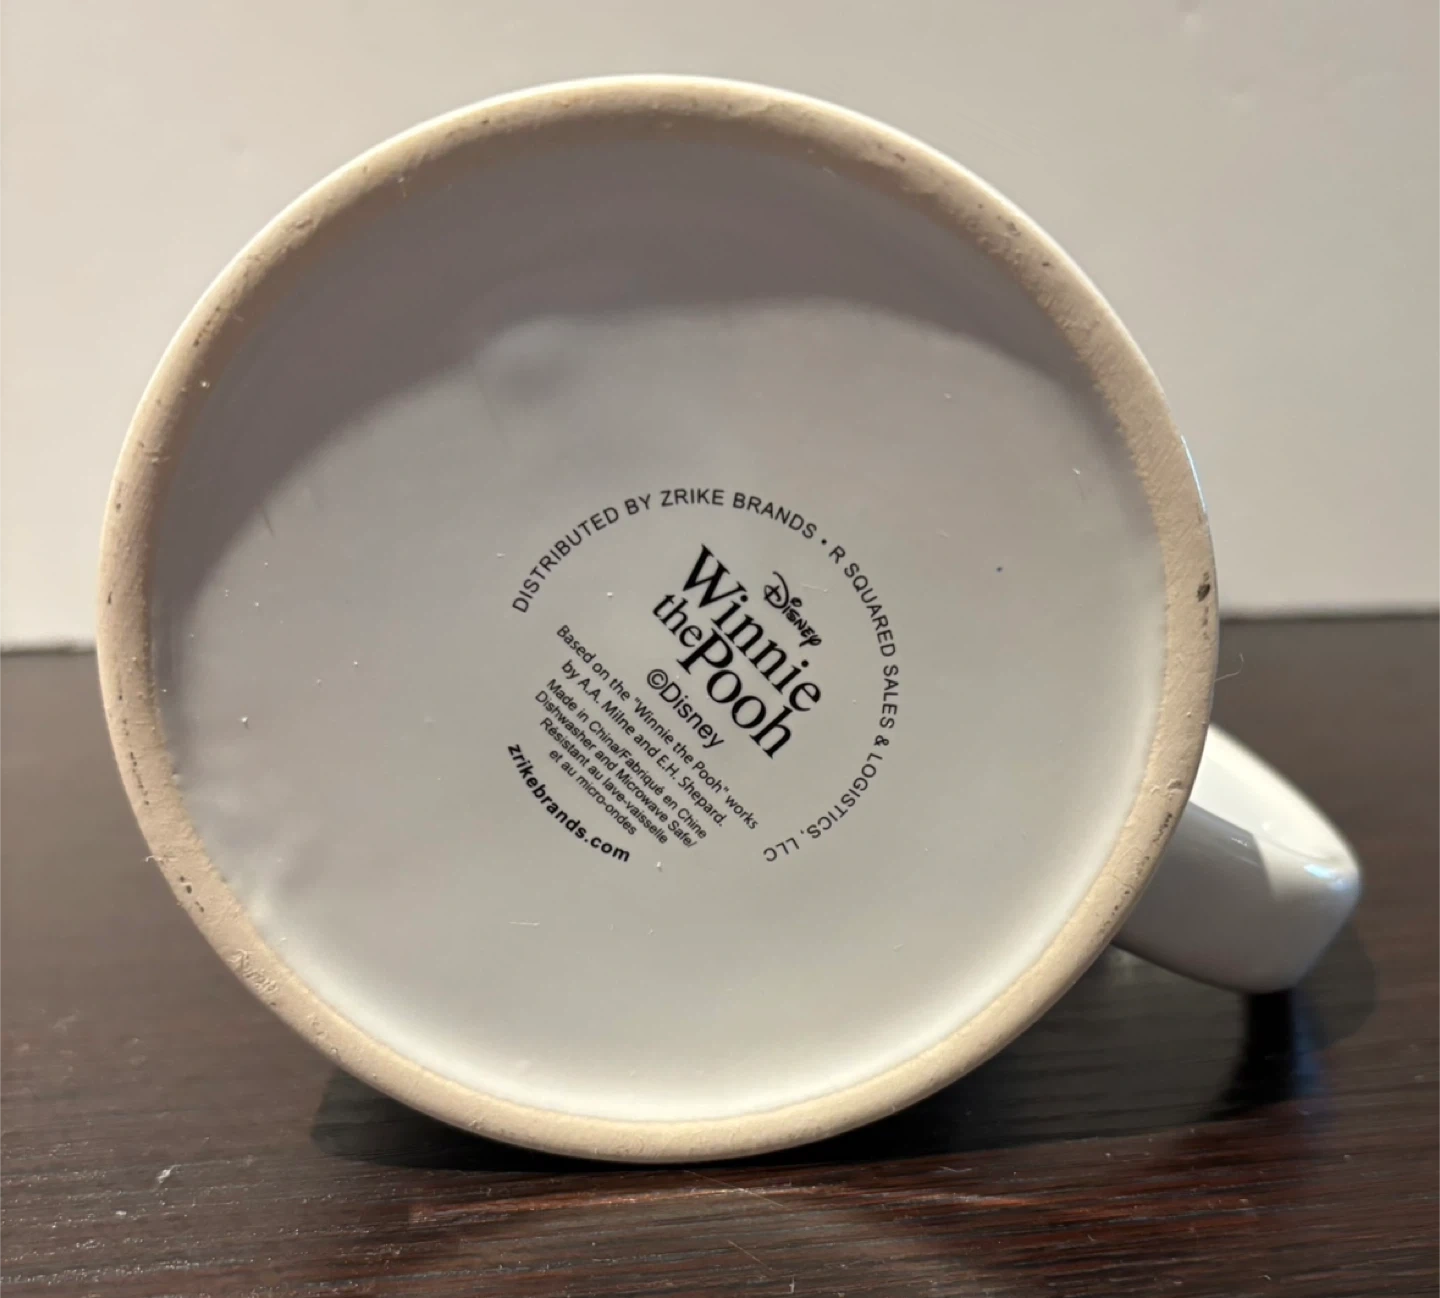 DISTRIBUTED BY ZRIKE BRANDS • R SQUARED SALES & LOGISTICS, LLC
Disney
Winnie
the Pooh
©Disney
Based on the "Winnie the Pooh" works
by A.A. Milne and E.H. Shepard.
Made in China/Fabriqué en Chine
Dishwasher and Microwave Safe/
Résistant au lave-vaisselle
et au micro-ondes
zrikebrands.com